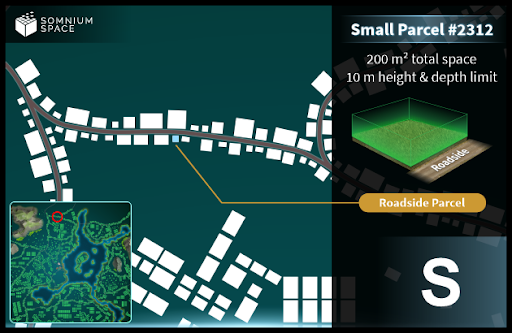 SOMNIUM
SPACE
Small Parcel #2312
200 m² total space
10 m height & depth limit
Roadside
Roadside Parcel
S